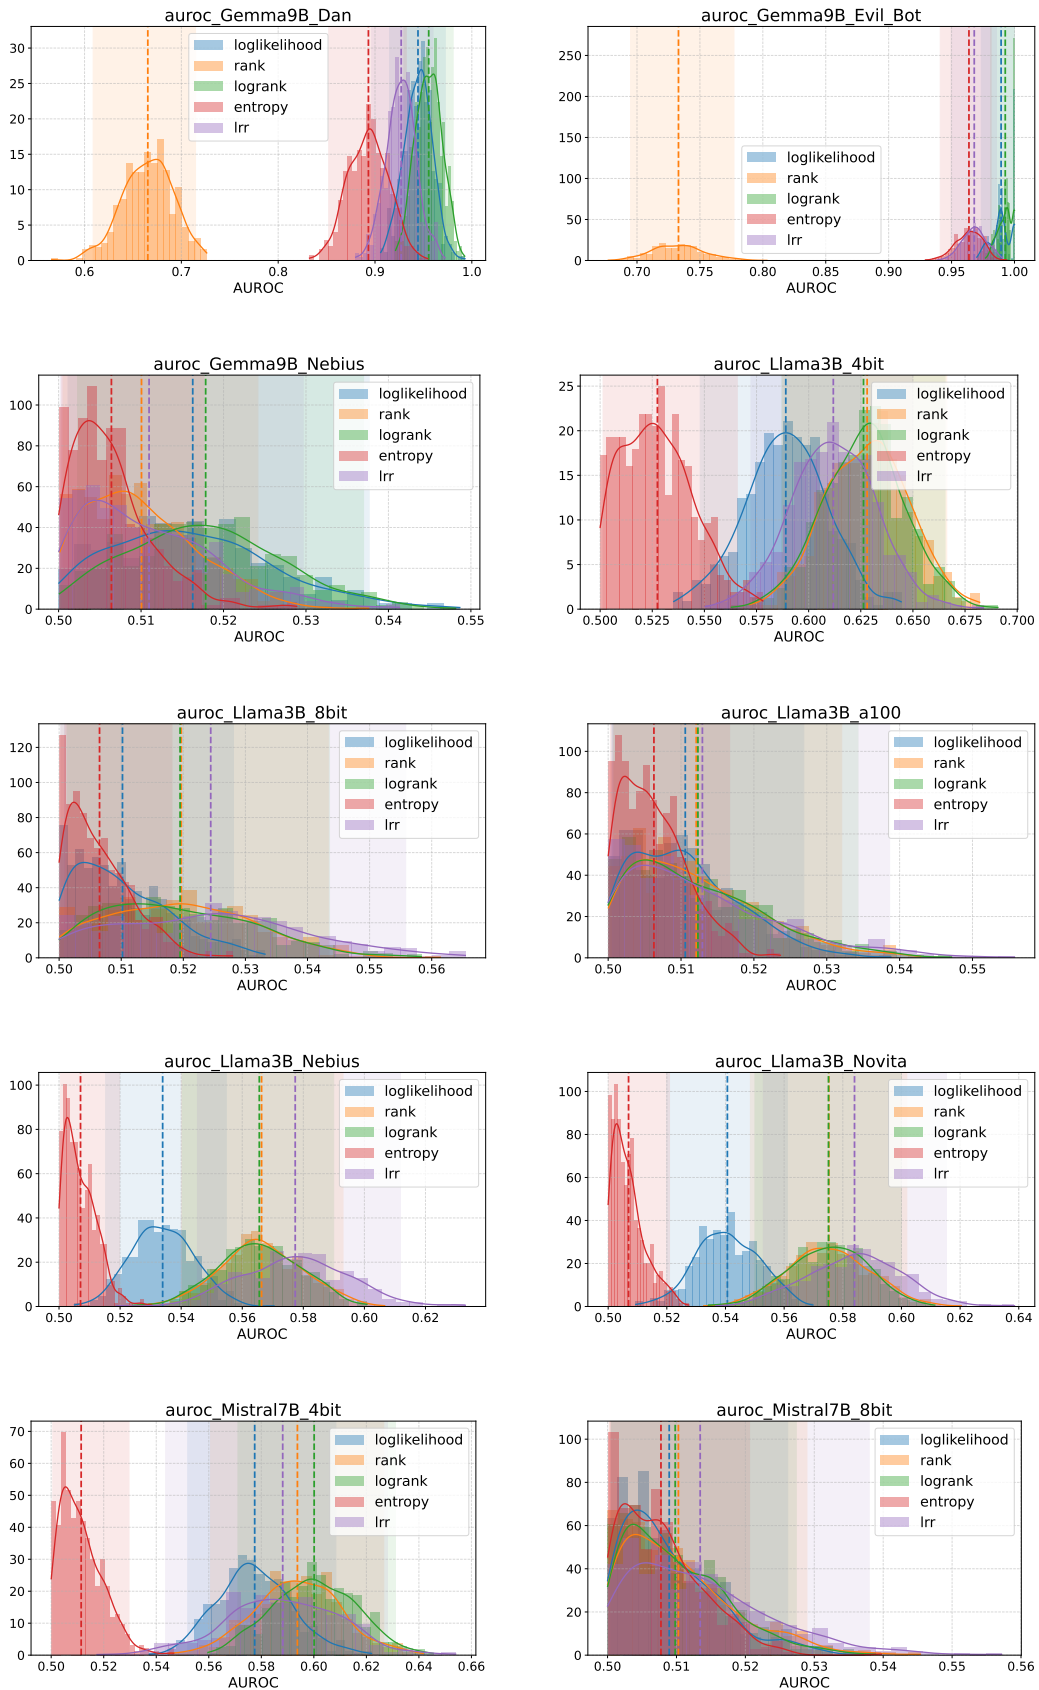 auroc_Gemma9B_Dan
30
25
20
15
10
5
0
0.6
0.7
0.8
0.9
1.0
AUROC
loglikelihood
rank
logrank
entropy
lrr
auroc_Gemma9B_Evil_Bot
250
200
150
100
50
0
0.70
0.75
0.80
0.85
0.90
0.95
1.00
AUROC
loglikelihood
rank
logrank
entropy
lrr
auroc_Gemma9B_Nebius
100
80
60
40
20
0
0.50
0.51
0.52
0.53
0.54
0.55
AUROC
loglikelihood
rank
logrank
entropy
lrr
auroc_Llama3B_4bit
25
20
15
10
5
0
0.500
0.525
0.550
0.575
0.600
0.625
0.650
0.675
0.700
AUROC
loglikelihood
rank
logrank
entropy
lrr
auroc_Llama3B_8bit
120
100
80
60
40
20
0
0.50
0.51
0.52
0.53
0.54
0.55
0.56
AUROC
loglikelihood
rank
logrank
entropy
lrr
auroc_Llama3B_a100
100
80
60
40
20
0
0.50
0.51
0.52
0.53
0.54
0.55
AUROC
loglikelihood
rank
logrank
entropy
lrr
auroc_Llama3B_Nebius
100
80
60
40
20
0
0.50
0.52
0.54
0.56
0.58
0.60
0.62
AUROC
loglikelihood
rank
logrank
entropy
lrr
auroc_Llama3B_Novita
100
80
60
40
20
0
0.50
0.52
0.54
0.56
0.58
0.60
0.62
0.64
AUROC
loglikelihood
rank
logrank
entropy
lrr
auroc_Mistral7B_4bit
70
60
50
40
30
20
10
0
0.50
0.52
0.54
0.56
0.58
0.60
0.62
0.64
0.66
AUROC
loglikelihood
rank
logrank
entropy
lrr
auroc_Mistral7B_8bit
100
80
60
40
20
0
0.50
0.51
0.52
0.53
0.54
0.55
0.56
AUROC
loglikelihood
rank
logrank
entropy
lrr